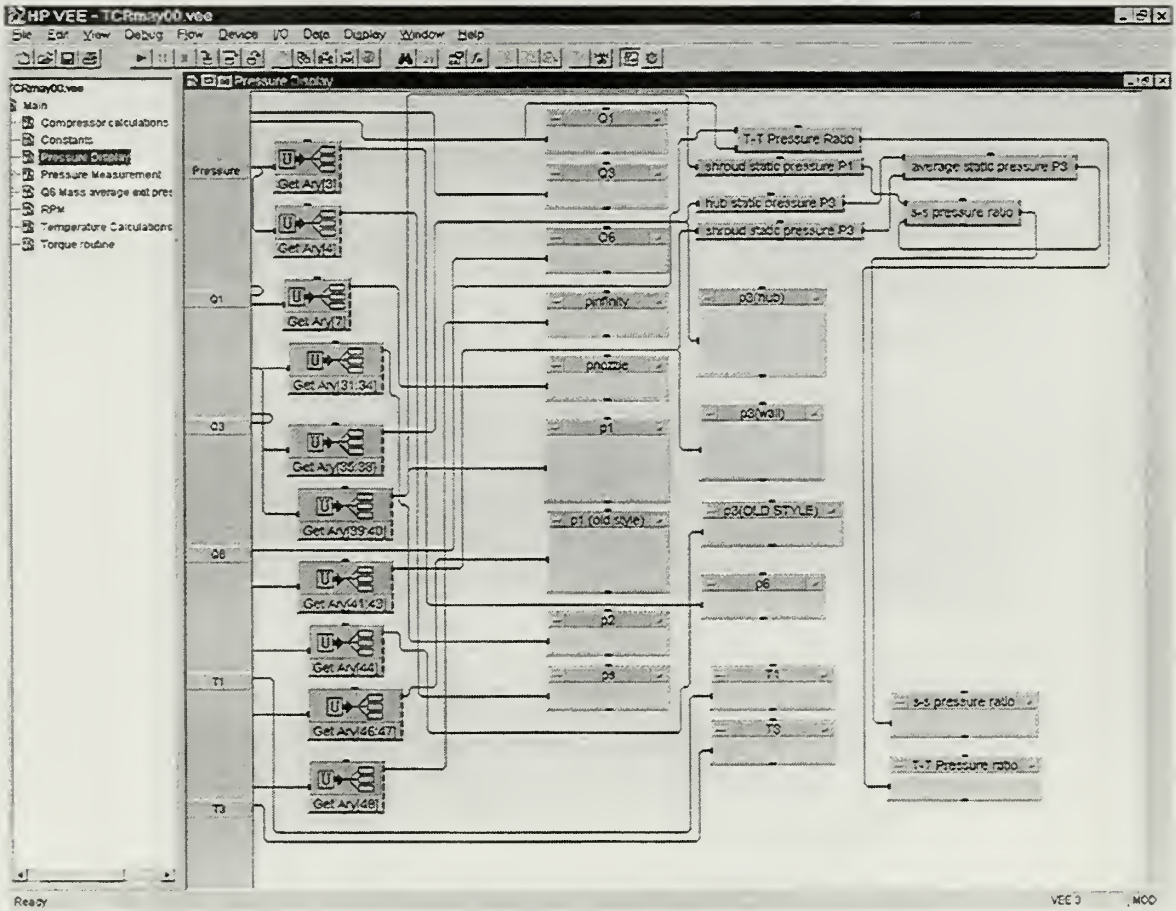 HP VEE - TCRmay00.vee
File Edit View Debug Flow Device I/O Data Display Window Help
TCRmay00.vee
Main
Compressor calculations
Constants
Pressure Display
Pressure Measurement
Q6 Mass average exit pres
RPM
Temperature Calculations
Torque routine
Pressure Display
Pressure
Q1
Q3
Q6
T1
T3
Get Ary[3]
Get Ary[4]
Get Ary[7]
Get Ary[31:34]
Get Ary[35:38]
Get Ary[39:40]
Get Ary[41:43]
Get Ary[44]
Get Ary[46:47]
Get Ary[48]
Q1
Q3
Q6
pinfinity
pnozzle
p1
p1 (old style)
p2
ps
T-T Pressure Ratio
shroud static pressure P1
average static pressure P3
hub static pressure P3
s-s pressure ratio
shroud static pressure P3
p3(hub)
p3(wall)
p3(OLD STYLE)
p6
T1
T3
s-s pressure ratio
T-T Pressure ratio
Ready
VEE 3
MOD